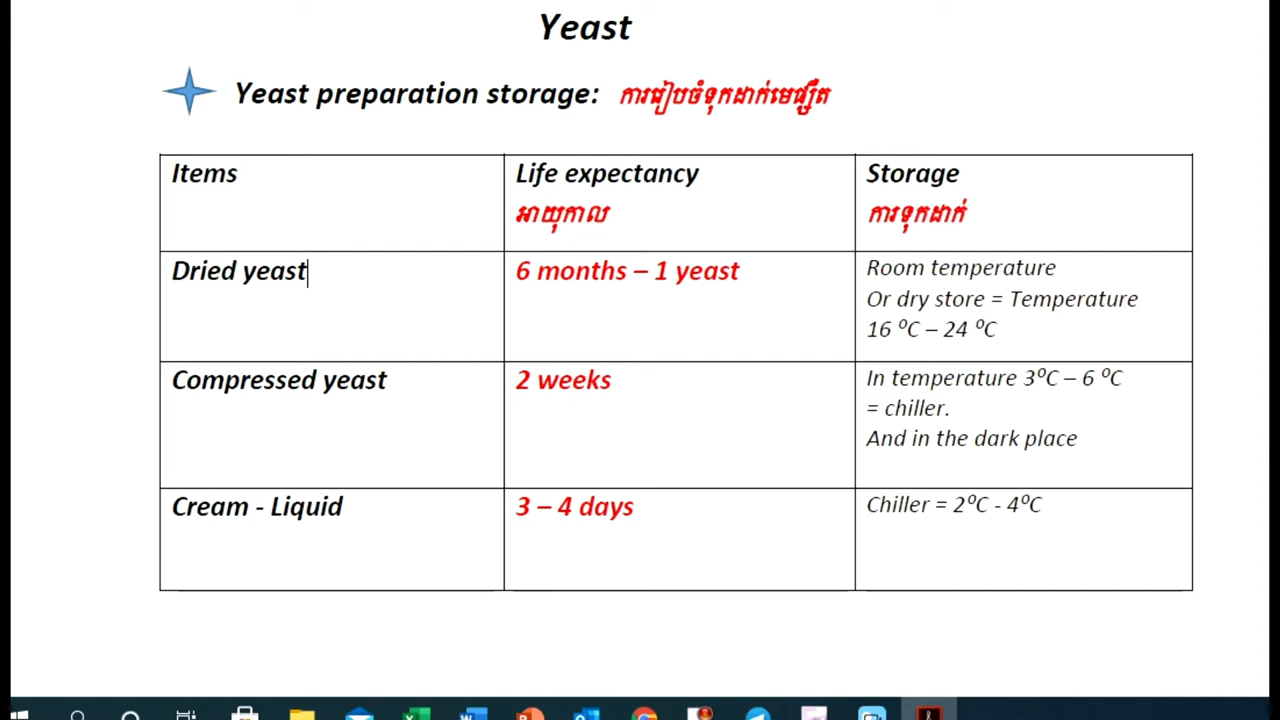 Yeast
Yeast preparation storage: ការរៀបចំទុកដាក់មេផ្សិត
Items
Life expectancy
អាយុកាល
Storage
ការទុកដាក់
Dried yeast
6 months – 1 yeast
Room temperature
Or dry store = Temperature
16 ⁰C – 24 ⁰C
Compressed yeast
2 weeks
In temperature 3⁰C – 6 ⁰C
= chiller.
And in the dark place
Cream - Liquid
3 – 4 days
Chiller = 2⁰C - 4⁰C